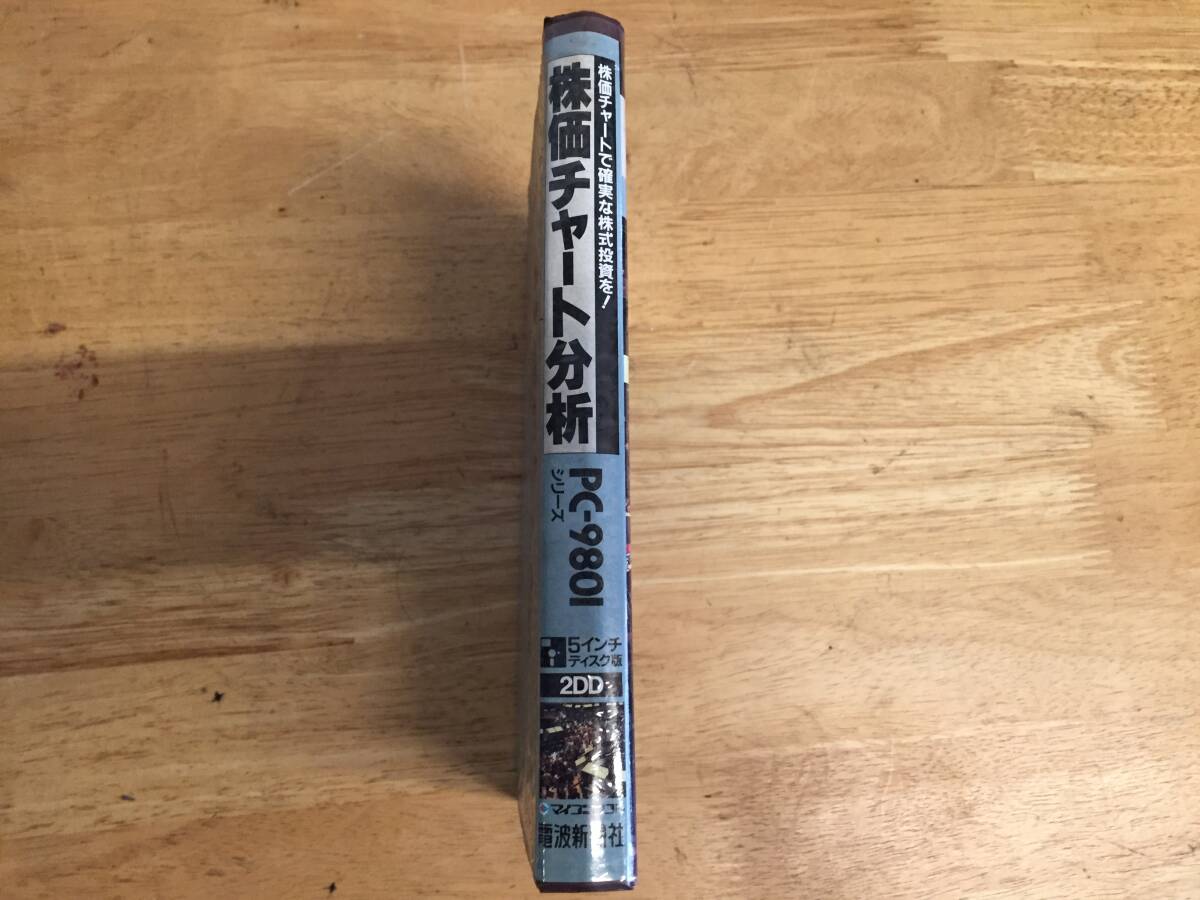 株価チャートで確実な株式投資を!
株価チャート分析
PC-9801
シリーズ
5インチ
ディスク版
2DD
電波新聞社